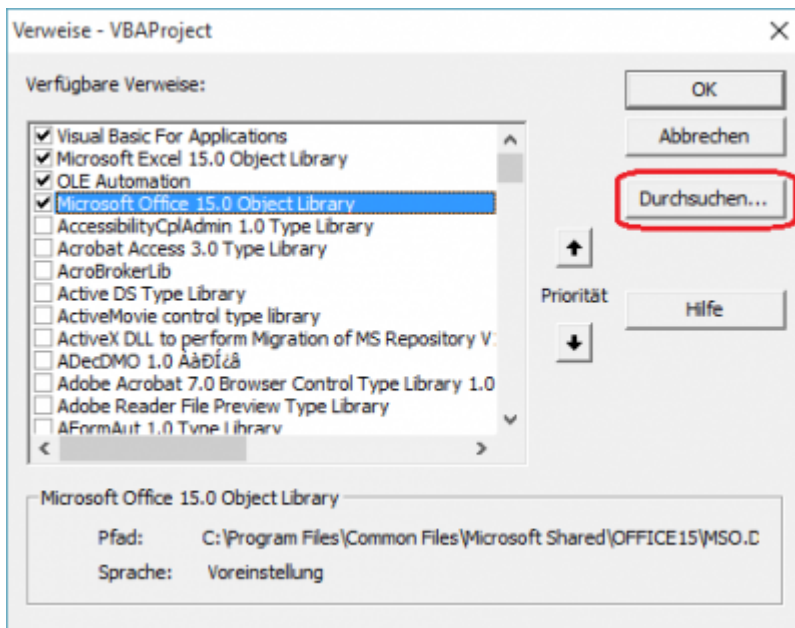 Verweise - VBAProject
Verfügbare Verweise:
Visual Basic For Applications
Microsoft Excel 15.0 Object Library
OLE Automation
Microsoft Office 15.0 Object Library
AccessibilityCplAdmin 1.0 Type Library
Acrobat Access 3.0 Type Library
AcroBrokerLib
Active DS Type Library
ActiveMovie control type library
ActiveX DLL to perform Migration of MS Repository V
ADecDMO 1.0 ÀàÐÍ¿â
Adobe Acrobat 7.0 Browser Control Type Library 1.0
Adobe Reader File Preview Type Library
AFormAut 1.0 Type Library
OK
Abbrechen
Durchsuchen...
Priorität
Hilfe
Microsoft Office 15.0 Object Library
Pfad: C:\Program Files\Common Files\Microsoft Shared\OFFICE15\MSO.D
Sprache: Voreinstellung